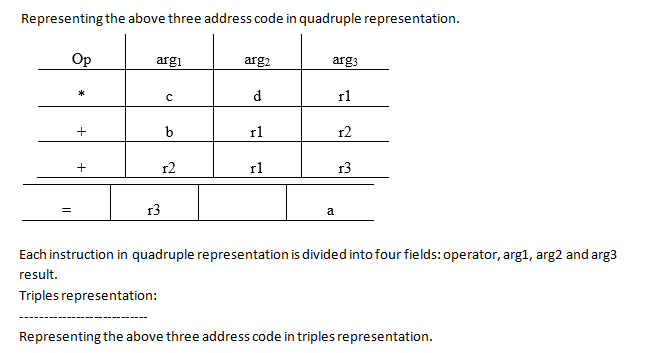 Representing the above three address code in quadruple representation.
Op arg1 arg2 arg3
* c d r1
+ b r1 r2
+ r2 r1 r3
= r3 a
Each instruction in quadruple representation is divided into four fields: operator, arg1, arg2 and arg3
result.
Triples representation:
----------------------------
Representing the above three address code in triples representation.